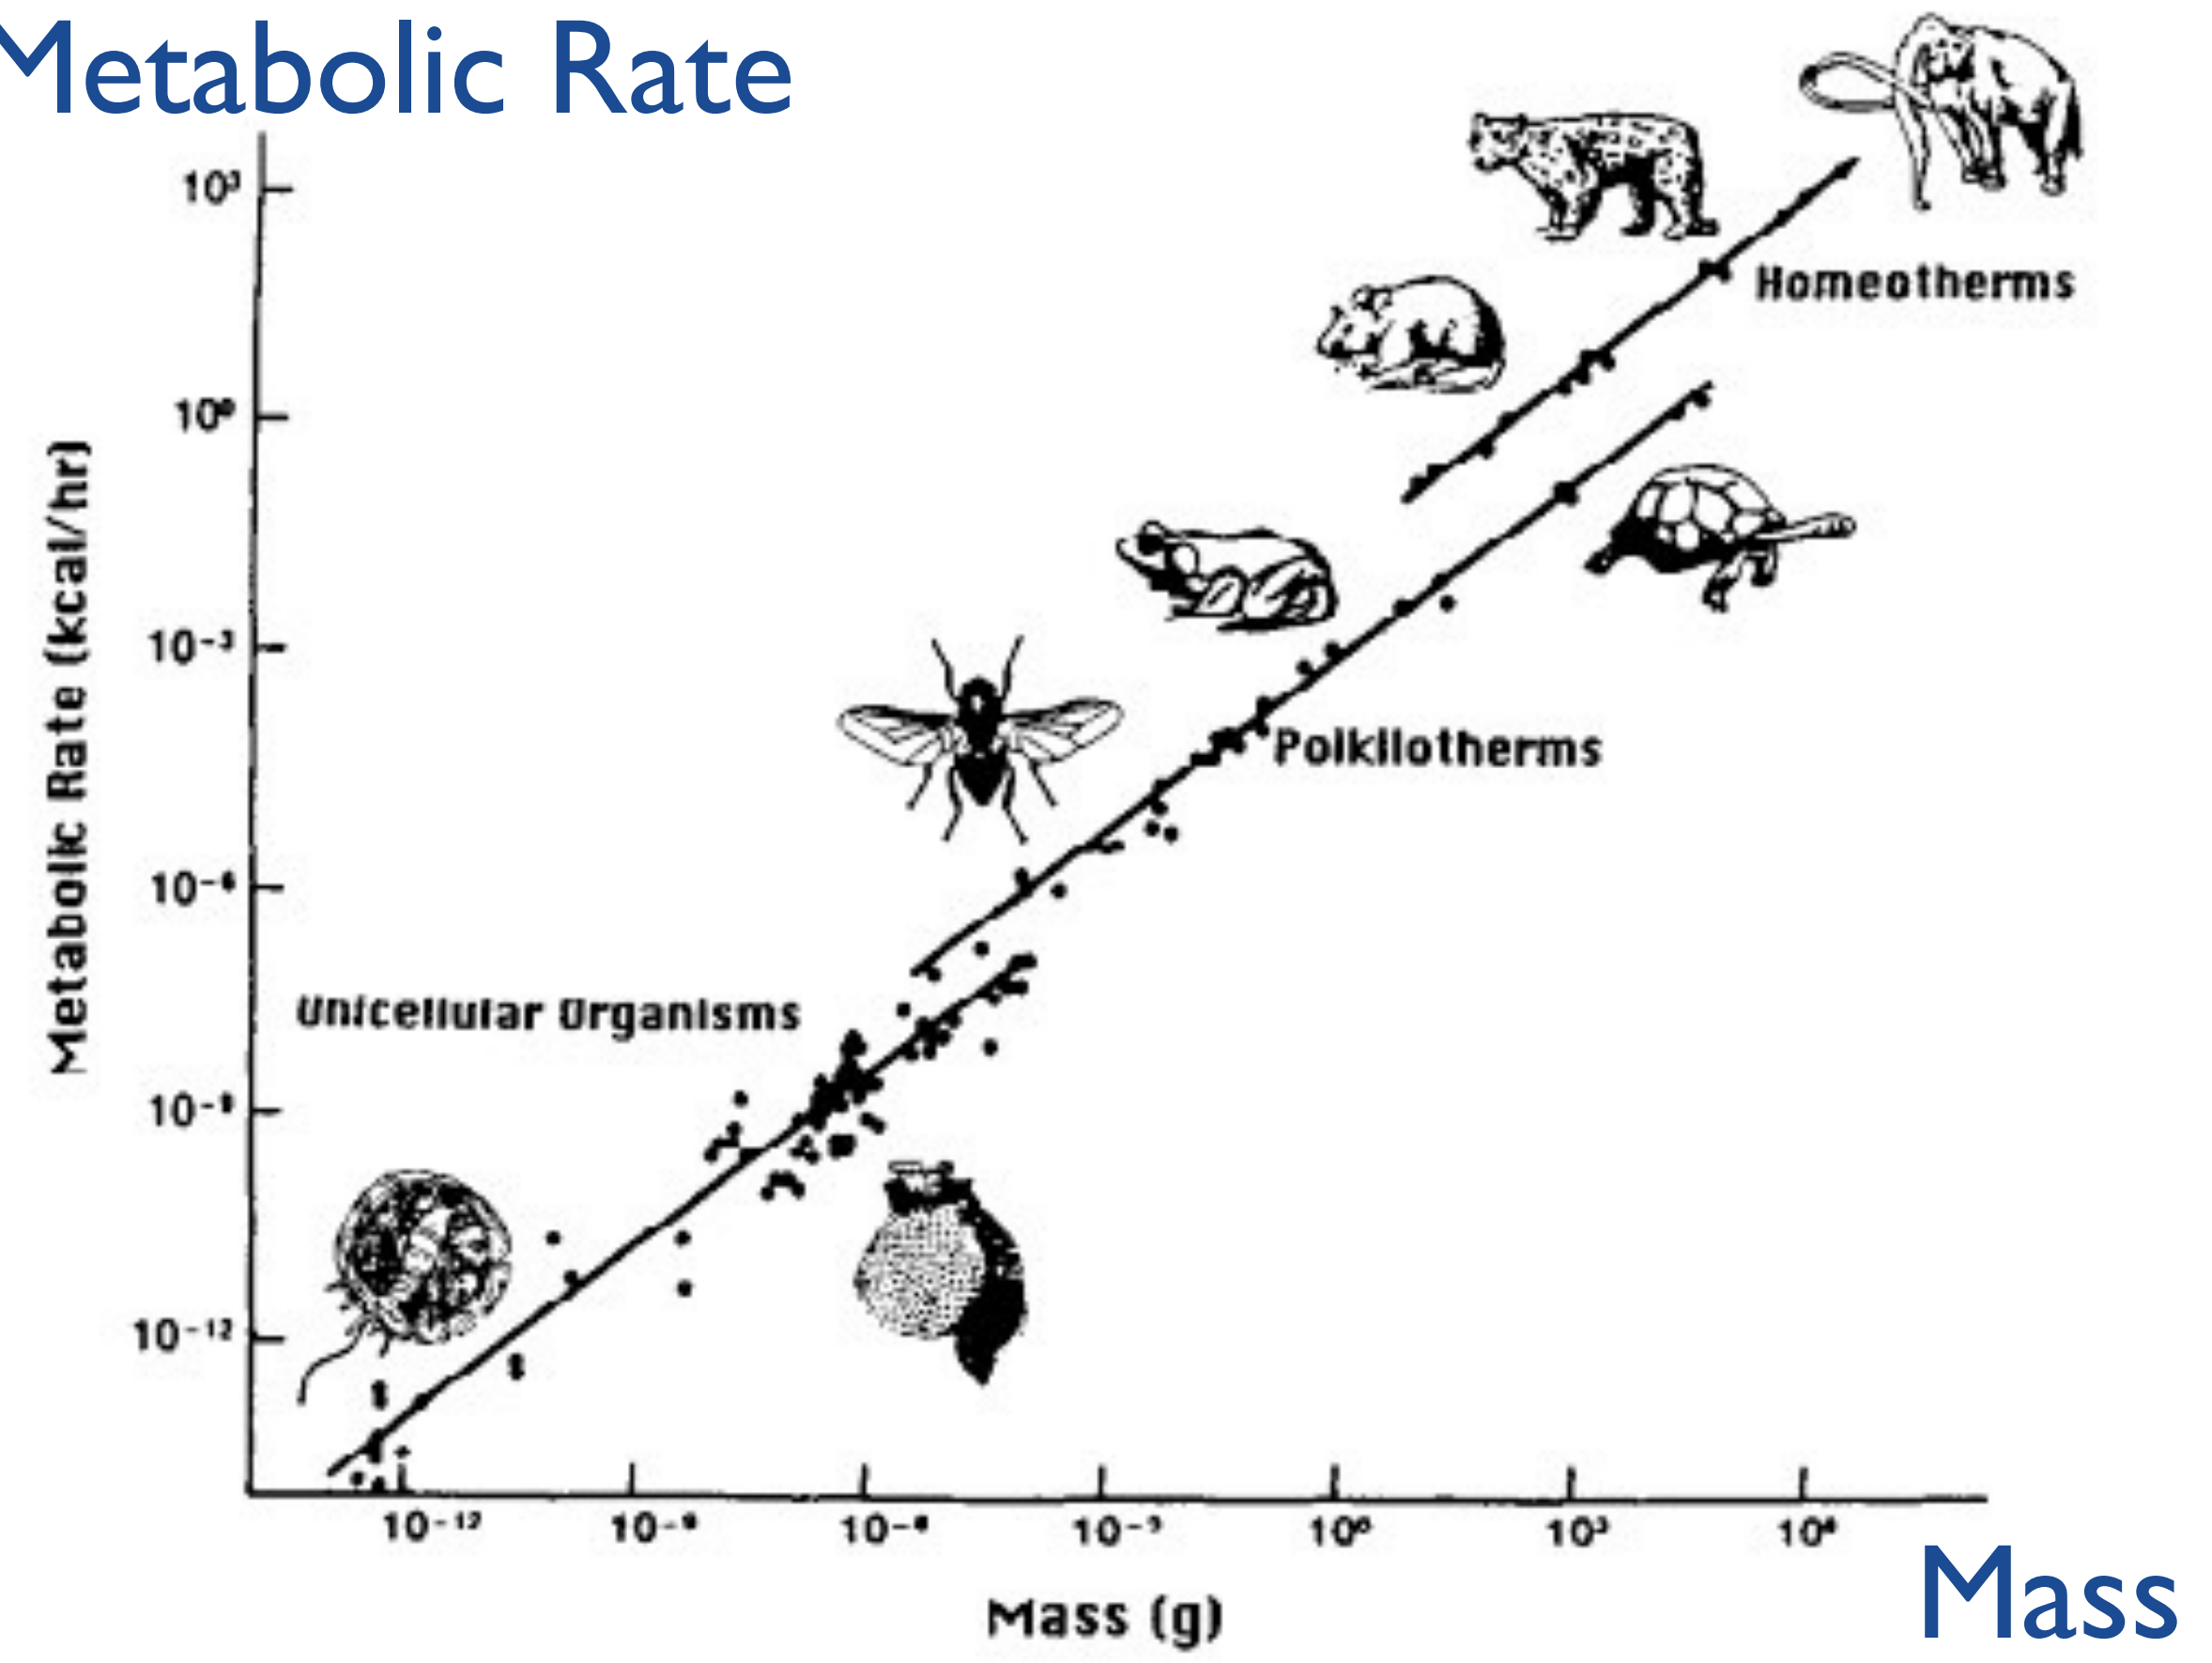 Metabolic Rate
10³
10⁰
10⁻³
10⁻⁶
10⁻⁹
10⁻¹²
Metabolic Rate (kcal/hr)
Homeotherms
Poikilotherms
Unicellular Organisms
10⁻¹²
10⁻⁹
10⁻⁶
10⁻³
10⁰
10³
10⁶
Mass (g)
Mass